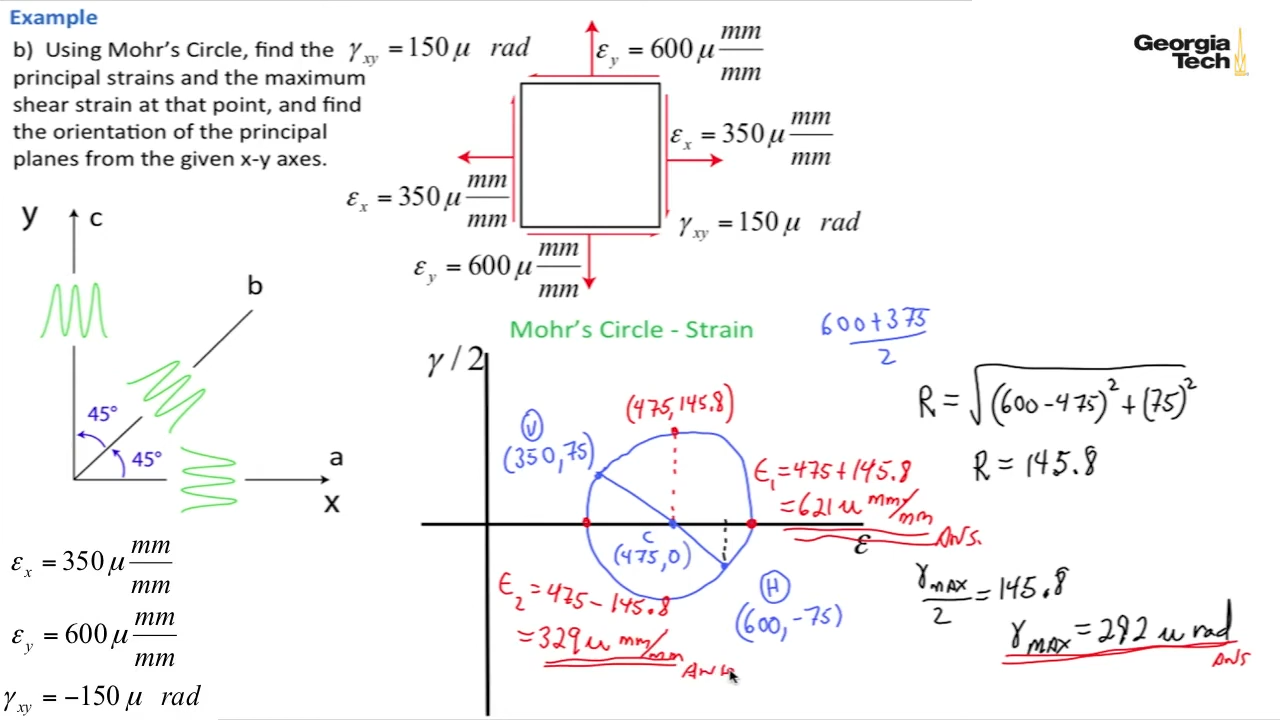 Example
b) Using Mohr's Circle, find the
principal strains and the maximum
shear strain at that point, and find
the orientation of the principal
planes from the given x-y axes.
γxy = 150 μ rad
εy = 600 μ mm/mm
Georgia
Tech
εx = 350 μ mm/mm
εx = 350 μ mm/mm
γxy = 150 μ rad
εy = 600 μ mm/mm
y
c
b
45°
45°
a
x
εx = 350 μ mm/mm
εy = 600 μ mm/mm
γxy = -150 μ rad
Mohr's Circle - Strain
600+375/2
γ / 2
(475,145.8)
V
(350,75)
C
(475,0)
H
(600,-75)
ε
ϵ1 = 475 + 145.8
= 621 μ mm/mm
ANS.
ϵ2 = 475 - 145.8
= 329 μ mm/mm
R = √(600-475)² + (75)²
R = 145.8
γMAX/2 = 145.8
γMAX = 292 μ rad
ANS